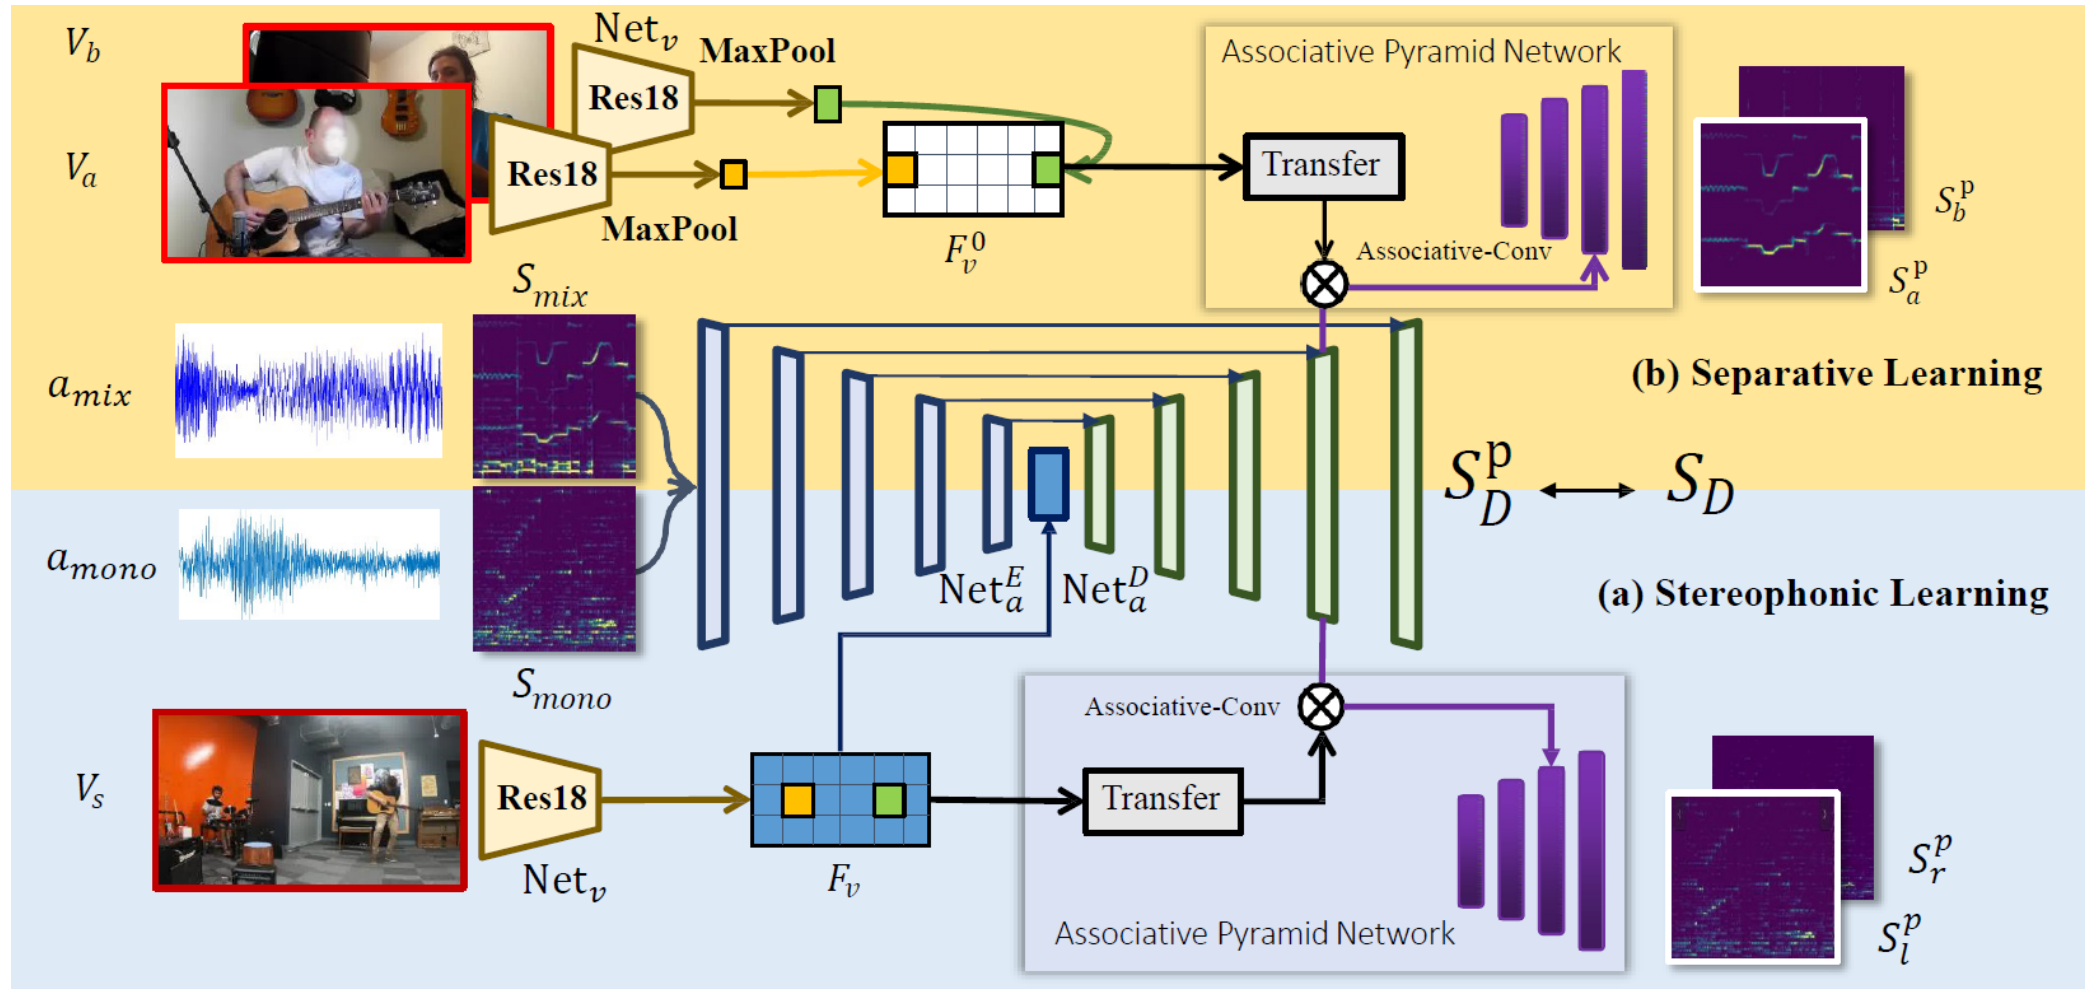 V_b
Net_v
MaxPool
Res18
V_a
Res18
MaxPool
F_v^0
Associative Pyramid Network
Transfer
Associative-Conv
S_b^p
S_a^p
S_mix
a_mix
(b) Separative Learning
S_D^p ↔ S_D
a_mono
Net_a^E
Net_a^D
(a) Stereophonic Learning
S_mono
V_s
Res18
Net_v
F_v
Associative-Conv
Transfer
Associative Pyramid Network
S_r^p
S_l^p